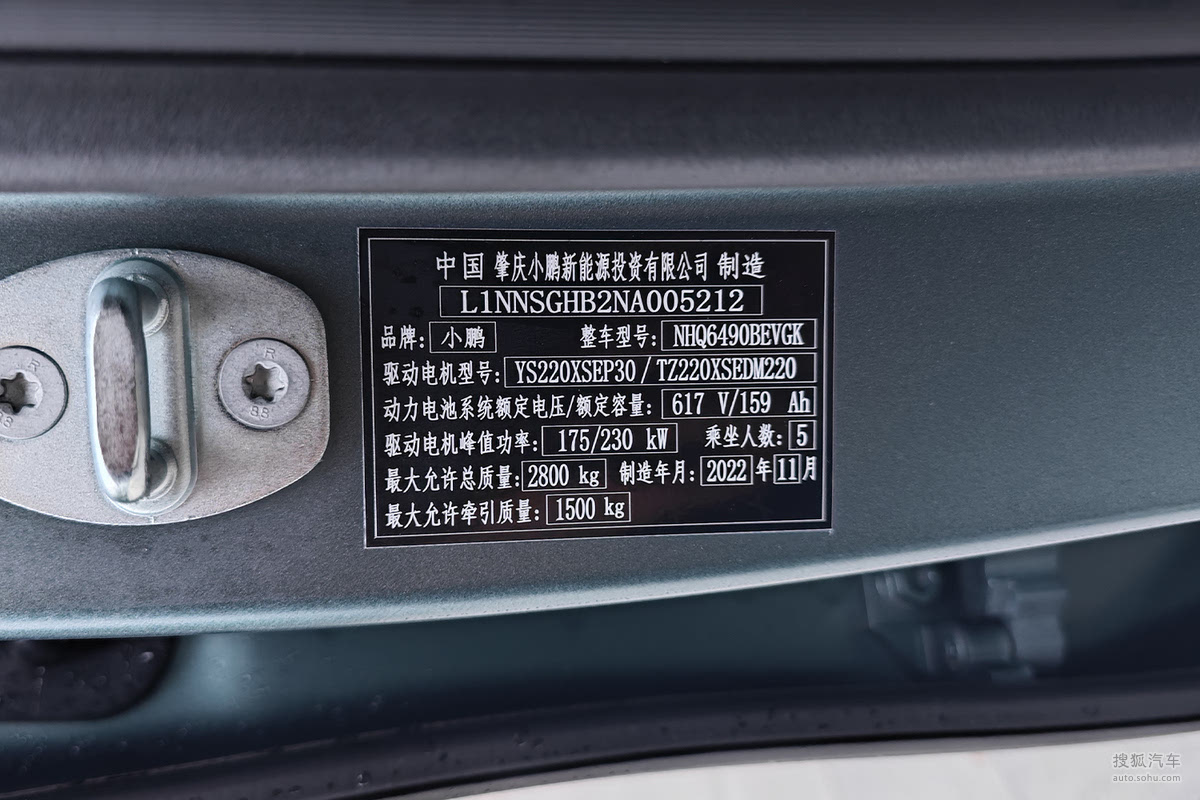 中国 肇庆小鹏新能源投资有限公司 制造
L1NNSGHB2NA005212
品牌: 小鹏 整车型号: NHQ6490BEVGK
驱动电机型号: YS220XSEP30 / TZ220XSEDM220
动力电池系统额定电压/额定容量: 617 V/159 Ah
驱动电机峰值功率: 175/230 kW 乘坐人数: 5
最大允许总质量: 2800 kg 制造年月: 2022 年 11 月
最大允许牵引质量: 1500 kg
搜狐汽车
auto.sohu.com